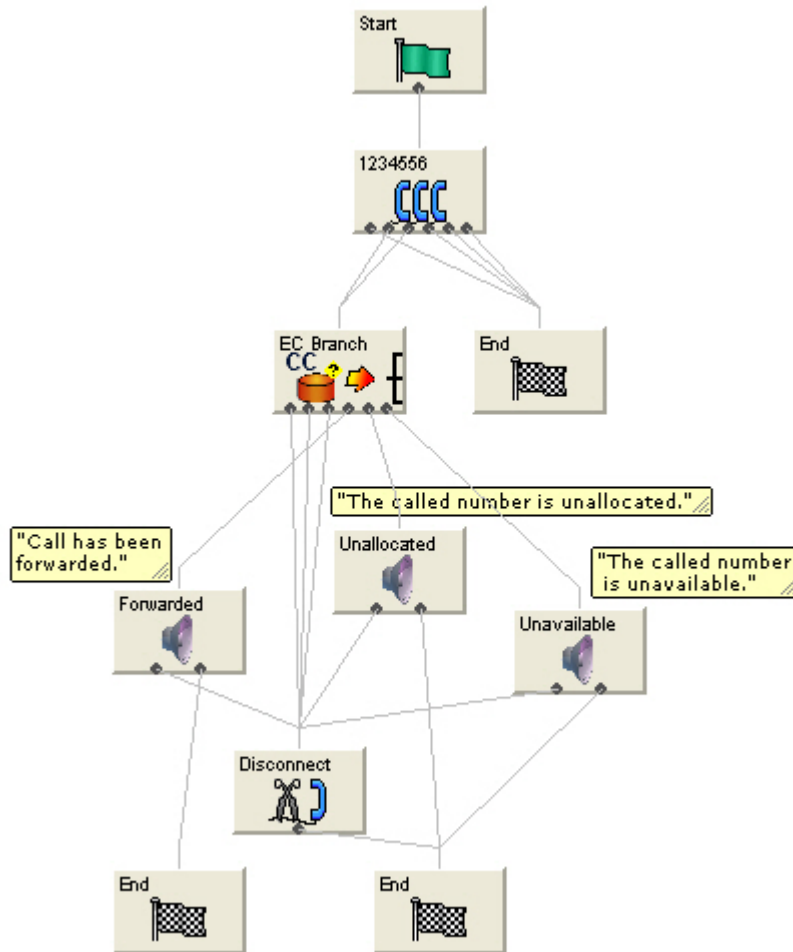 Start
1234556
EC Branch
CC
?
End
"The called number is unallocated."
"Call has been
forwarded."
Unallocated
"The called number
is unavailable."
Forwarded
Unavailable
Disconnect
End
End